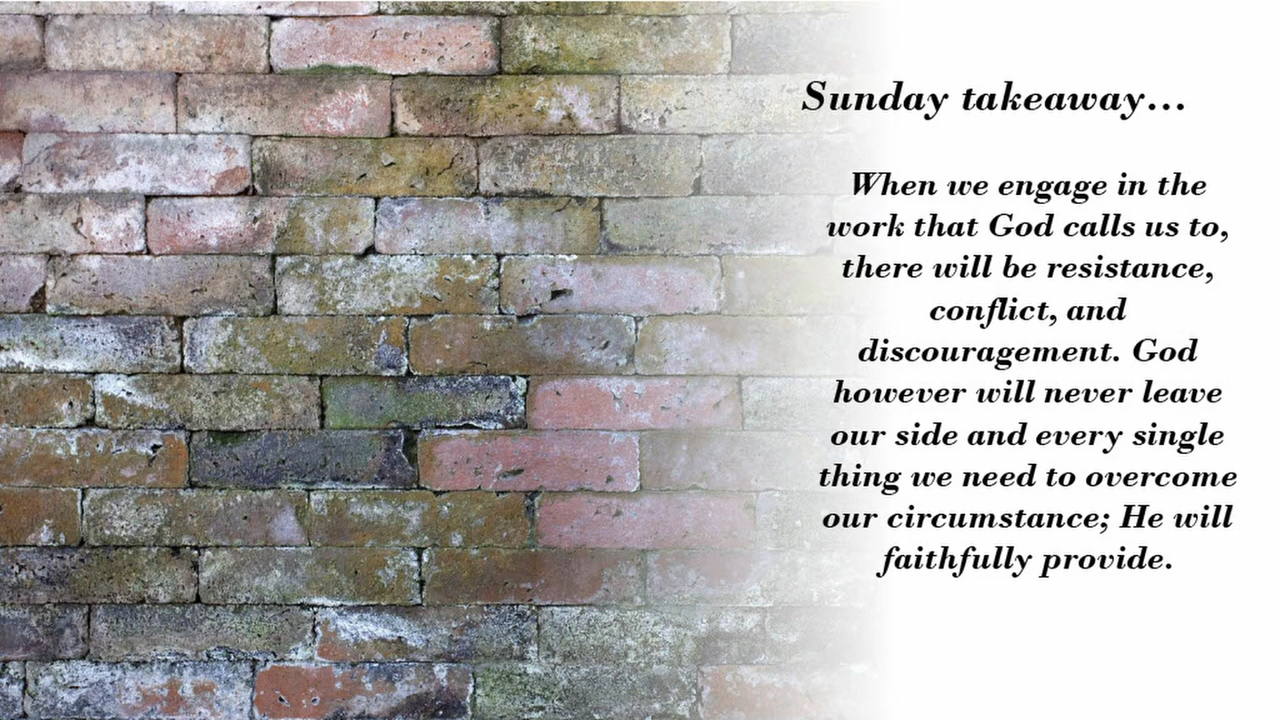 Sunday takeaway...
When we engage in the
work that God calls us to,
there will be resistance,
conflict, and
discouragement. God
however will never leave
our side and every single
thing we need to overcome
our circumstance; He will
faithfully provide.